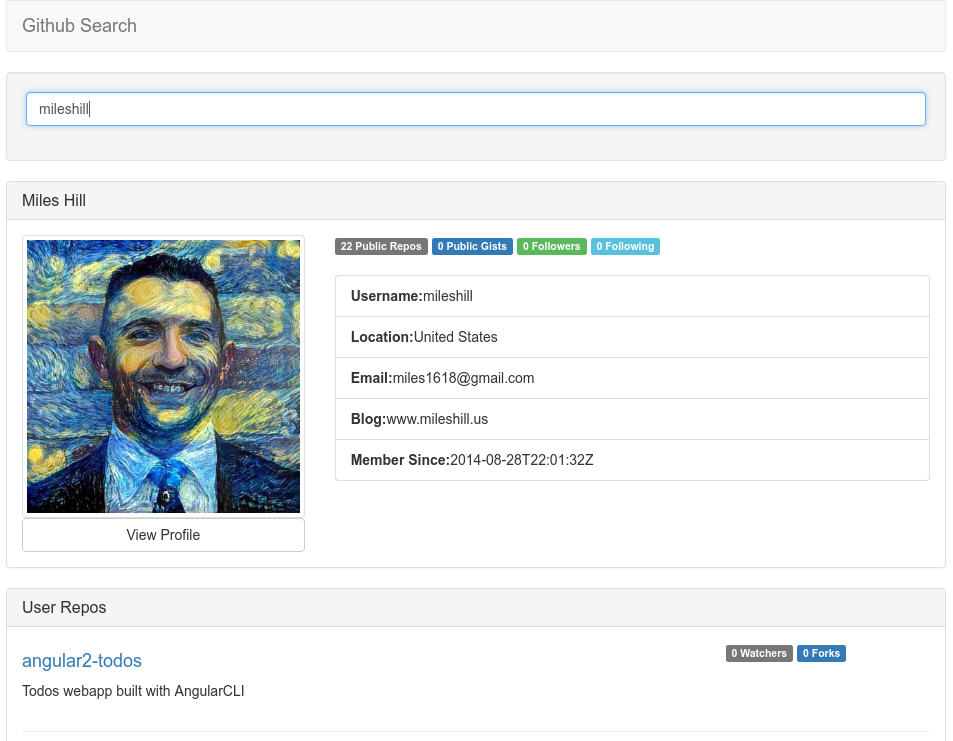 Github Search
mileshill
Miles Hill
22 Public Repos 0 Public Gists 0 Followers 0 Following
Username:mileshill
Location:United States
Email:miles1618@gmail.com
Blog:www.mileshill.us
Member Since:2014-08-28T22:01:32Z
View Profile
User Repos
angular2-todos
0 Watchers 0 Forks
Todos webapp built with AngularCLI